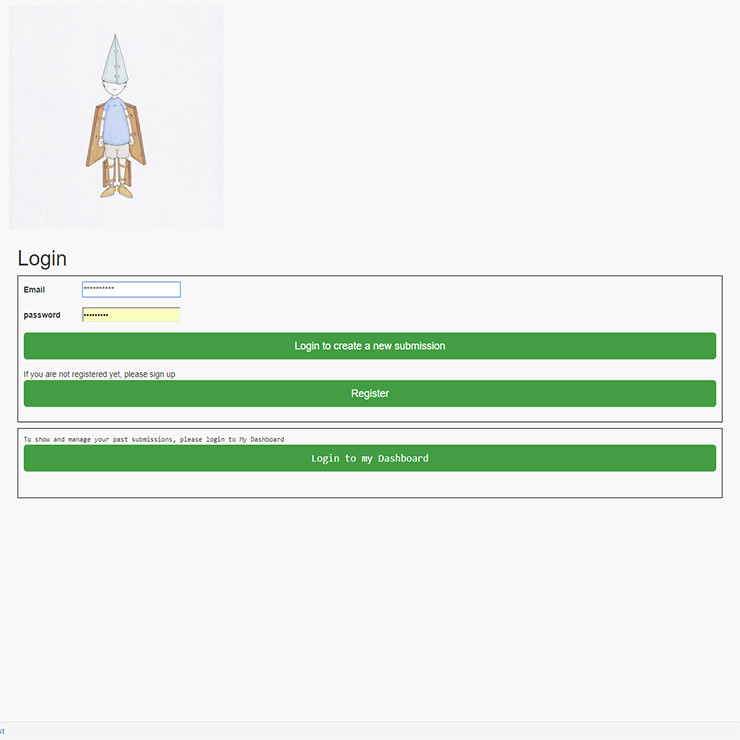 Login
Email **********
password •••••••••
Login to create a new submission
If you are not registered yet, please sign up
Register
To show and manage your past submissions, please login to My Dashboard
Login to my Dashboard
st